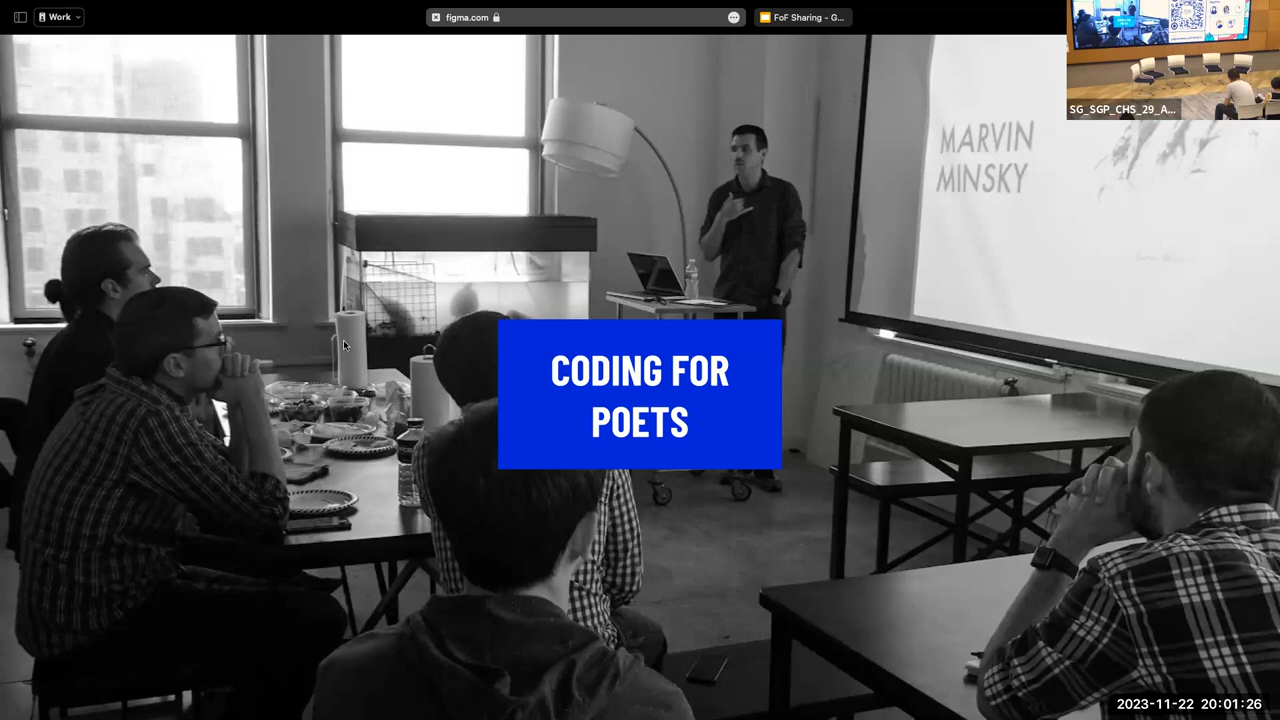 Work
figma.com
FoF Sharing - G...
SG_SGP_CHS_29_A...
MARVIN
MINSKY
CODING FOR
POETS
2023-11-22 20:01:26